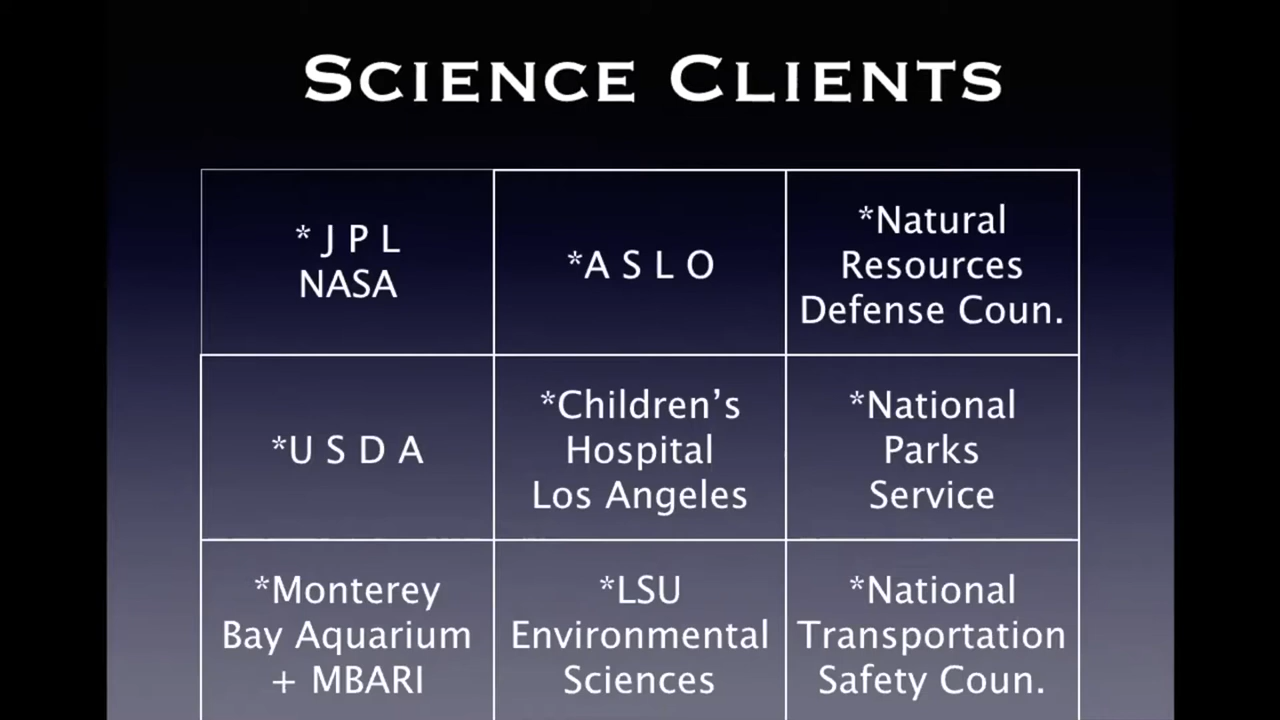 SCIENCE CLIENTS
* J P L
NASA
*A S L O
*Natural
Resources
Defense Coun.
*U S D A
*Children’s
Hospital
Los Angeles
*National
Parks
Service
*Monterey
Bay Aquarium
+ MBARI
*LSU
Environmental
Sciences
*National
Transportation
Safety Coun.